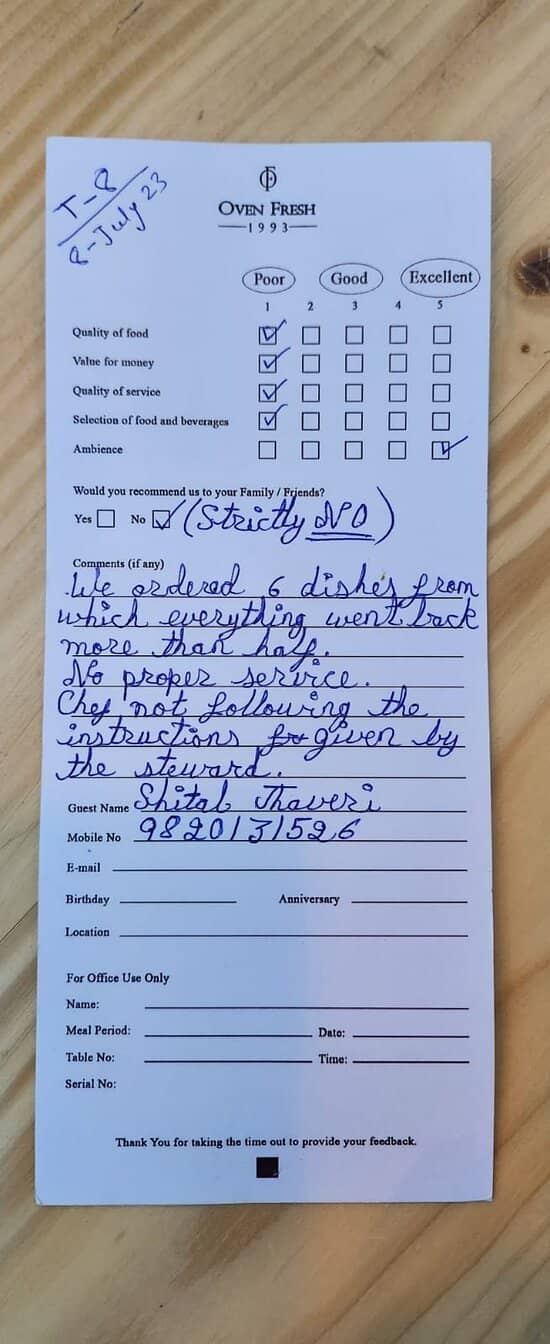 T-8
8-July 23
OVEN FRESH
1993
Poor Good Excellent
1 2 3 4 5
Quality of food
Value for money
Quality of service
Selection of food and beverages
Ambience
Would you recommend us to your Family / Friends?
Yes No (Strictly NO)
Comments (if any)
We ordered 6 dishes from
which everything went back
more than half.
No proper service.
Chef not following the
instructions given by
the steward.
Guest Name Shital Thaveri
Mobile No 9820131526
E-mail
Birthday Anniversary
Location
For Office Use Only
Name:
Meal Period: Date:
Table No: Time:
Serial No:
Thank You for taking the time out to provide your feedback.